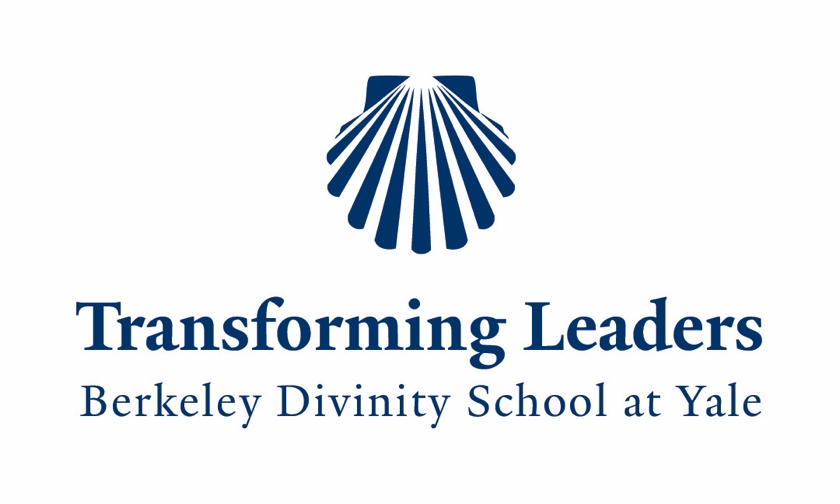 Transforming Leaders
Berkeley Divinity School at Yale